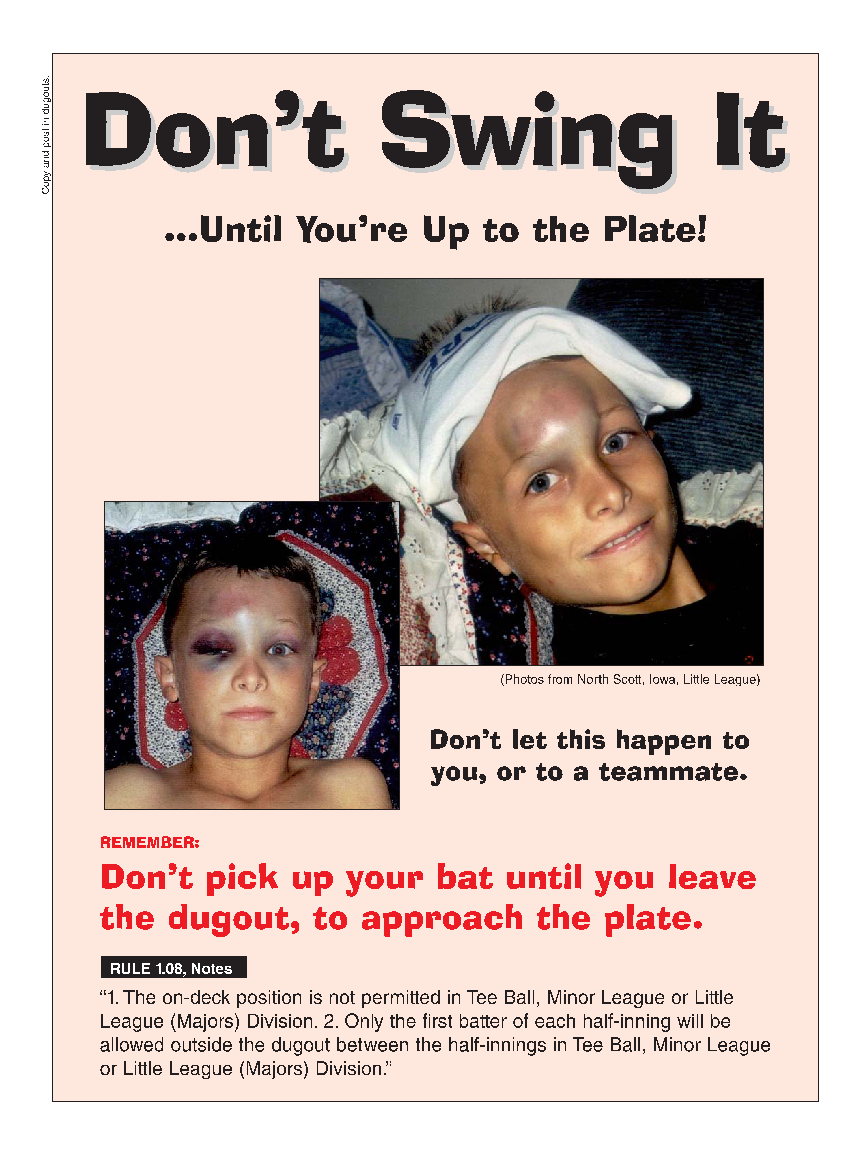 Copy and post in dugouts.
Don't Swing It
...Until You're Up to the Plate!
(Photos from North Scott, Iowa, Little League)
Don't let this happen to
you, or to a teammate.
REMEMBER:
Don't pick up your bat until you leave
the dugout, to approach the plate.
RULE 1.08, Notes
“1. The on-deck position is not permitted in Tee Ball, Minor League or Little
League (Majors) Division. 2. Only the first batter of each half-inning will be
allowed outside the dugout between the half-innings in Tee Ball, Minor League
or Little League (Majors) Division.”